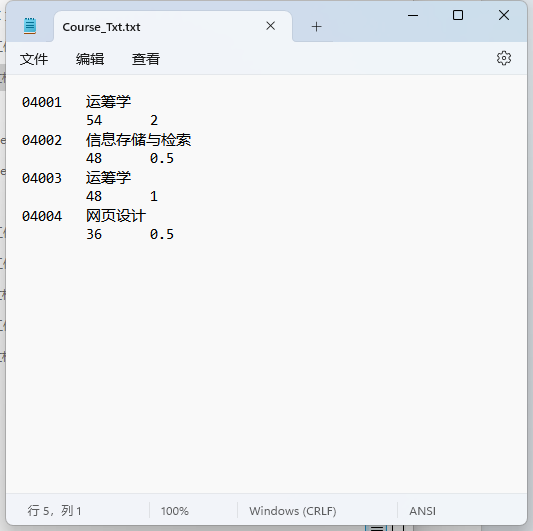 Course_Txt.txt
文件 编辑 查看
04001 运筹学
54 2
04002 信息存储与检索
48 0.5
04003 运筹学
48 1
04004 网页设计
36 0.5
行 5，列 1 100% Windows (CRLF) ANSI